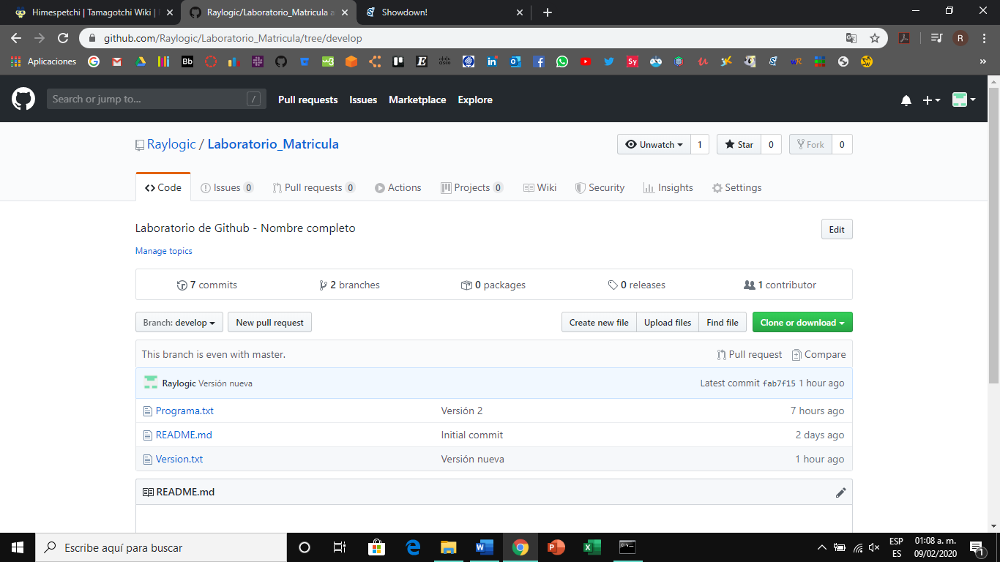 Himespetchi | Tamagotchi Wiki |
Raylogic/Laboratorio_Matricula a
Showdown!
github.com/Raylogic/Laboratorio_Matricula/tree/develop
R
Aplicaciones
Search or jump to...
/
Pull requests
Issues
Marketplace
Explore
Raylogic / Laboratorio_Matricula
Unwatch 1
Star 0
Fork 0
Code
Issues 0
Pull requests 0
Actions
Projects 0
Wiki
Security
Insights
Settings
Laboratorio de Github - Nombre completo
Edit
Manage topics
7 commits
2 branches
0 packages
0 releases
1 contributor
Branch: develop
New pull request
Create new file
Upload files
Find file
Clone or download
This branch is even with master.
Pull request
Compare
Raylogic Versión nueva
Latest commit fab7f15 1 hour ago
Programa.txt Versión 2 7 hours ago
README.md Initial commit 2 days ago
Version.txt Versión nueva 1 hour ago
README.md
Escribe aquí para buscar
ESP
ES
01:08 a. m.
09/02/2020
1